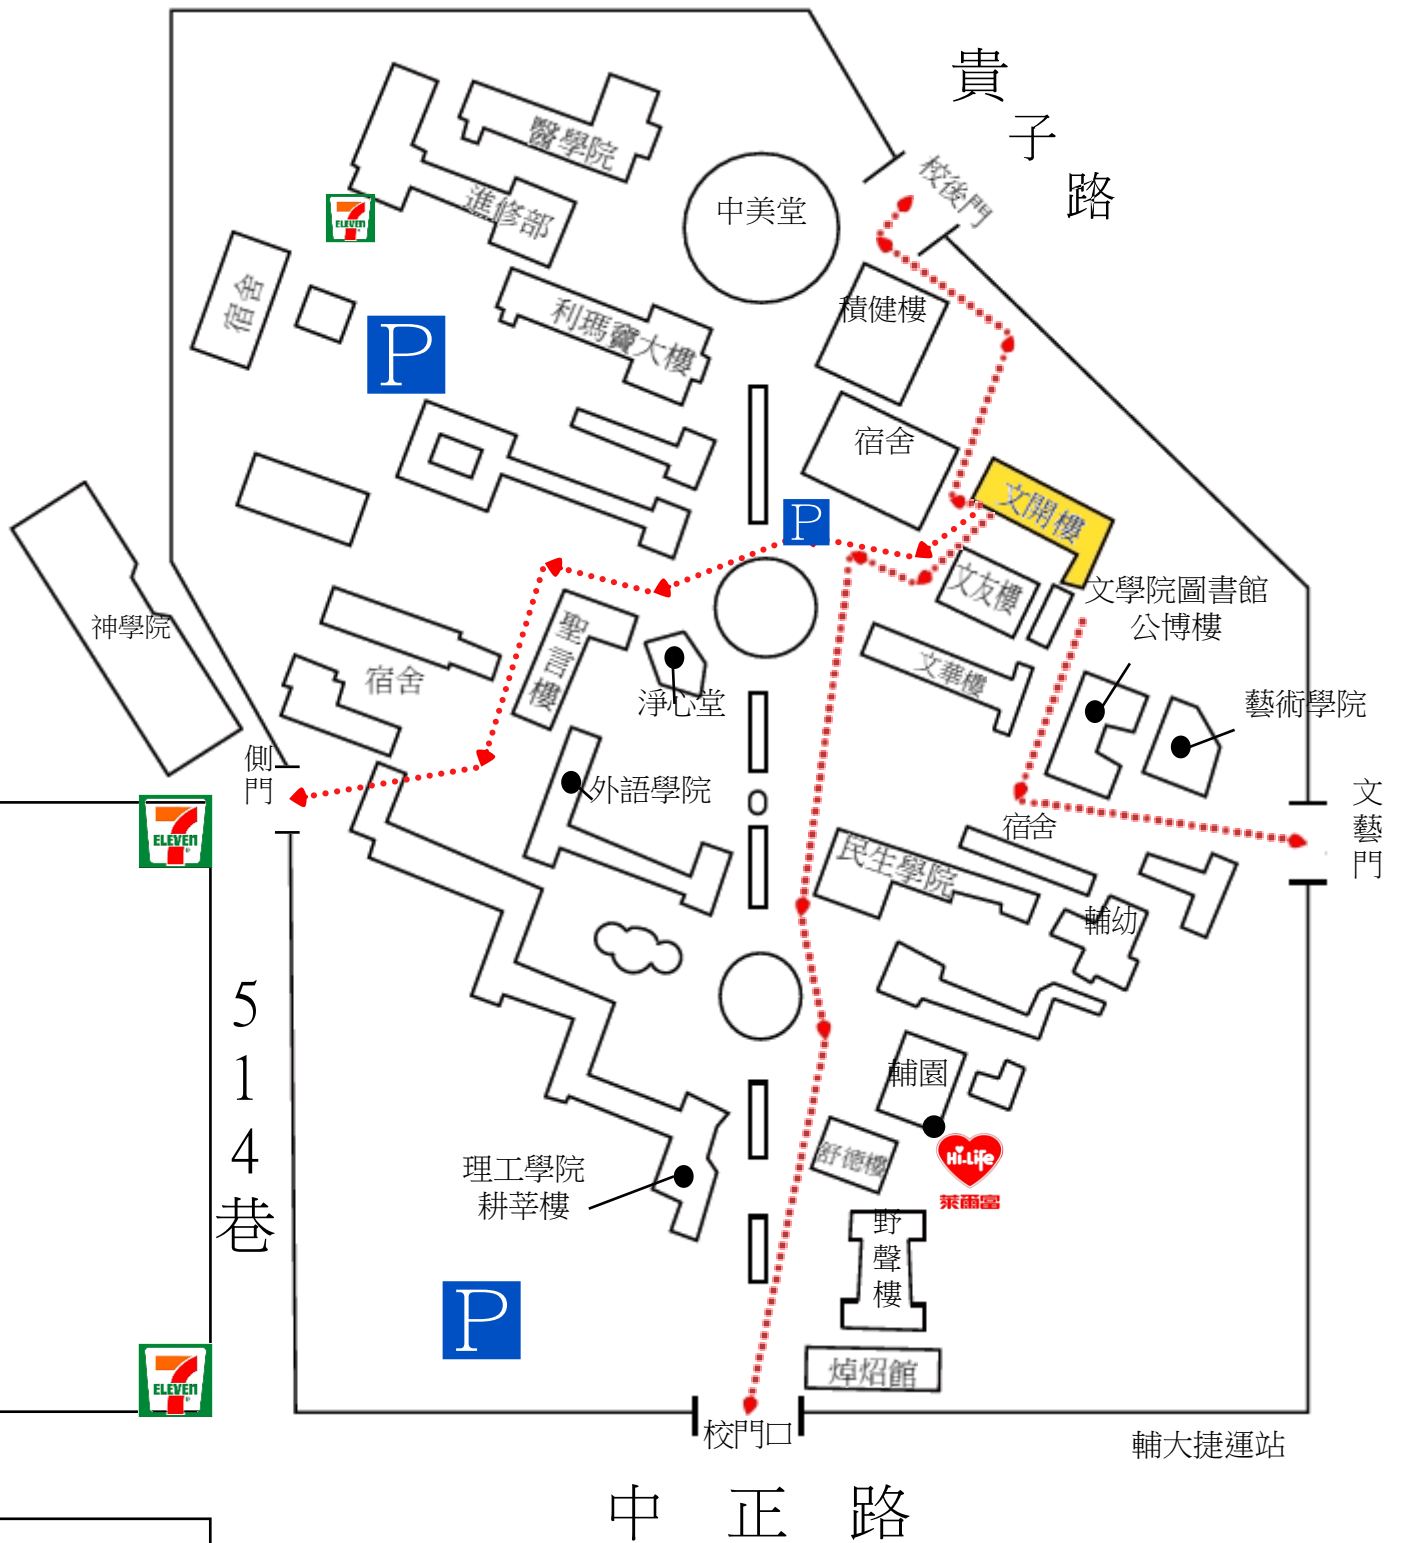 貴
子
路
校後門
醫學院
中美堂
進修部
7
ELEVEN
積健樓
宿舍
利瑪竇大樓
P
宿舍
P
文開樓
文友樓
文學院圖書館
公博樓
神學院
聖言樓
宿舍
淨心堂
文華樓
藝術學院
側門
外語學院
7
ELEVEN
文藝門
宿舍
民生學院
輔幼
514巷
輔園
Hi-Life
萊爾富
舒德樓
理工學院
耕莘樓
野聲樓
P
焯炤館
7
ELEVEN
校門口
輔大捷運站
中正路